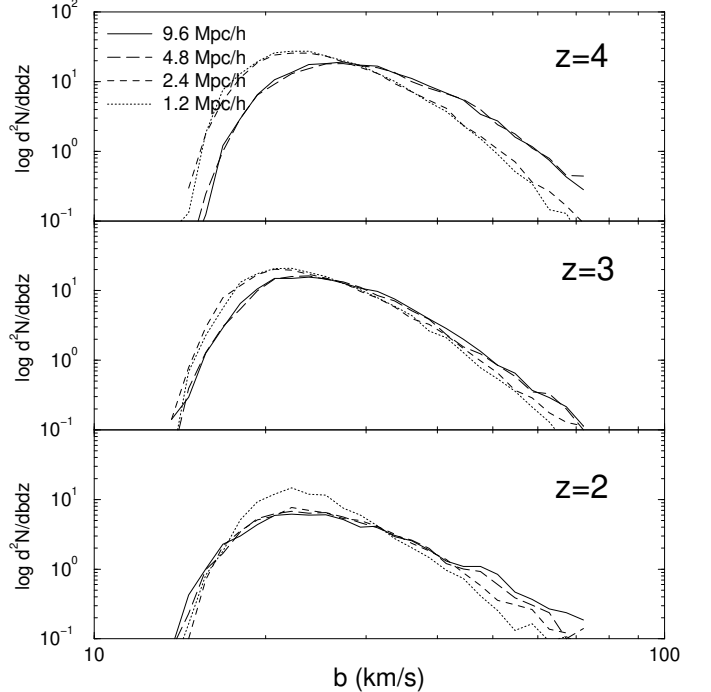 10²
9.6 Mpc/h
4.8 Mpc/h
2.4 Mpc/h
1.2 Mpc/h
z=4
10¹
10⁰
10⁻¹
log d²N/dbdz
z=3
10¹
10⁰
10⁻¹
log d²N/dbdz
z=2
10¹
10⁰
10⁻¹
log d²N/dbdz
10
100
b (km/s)